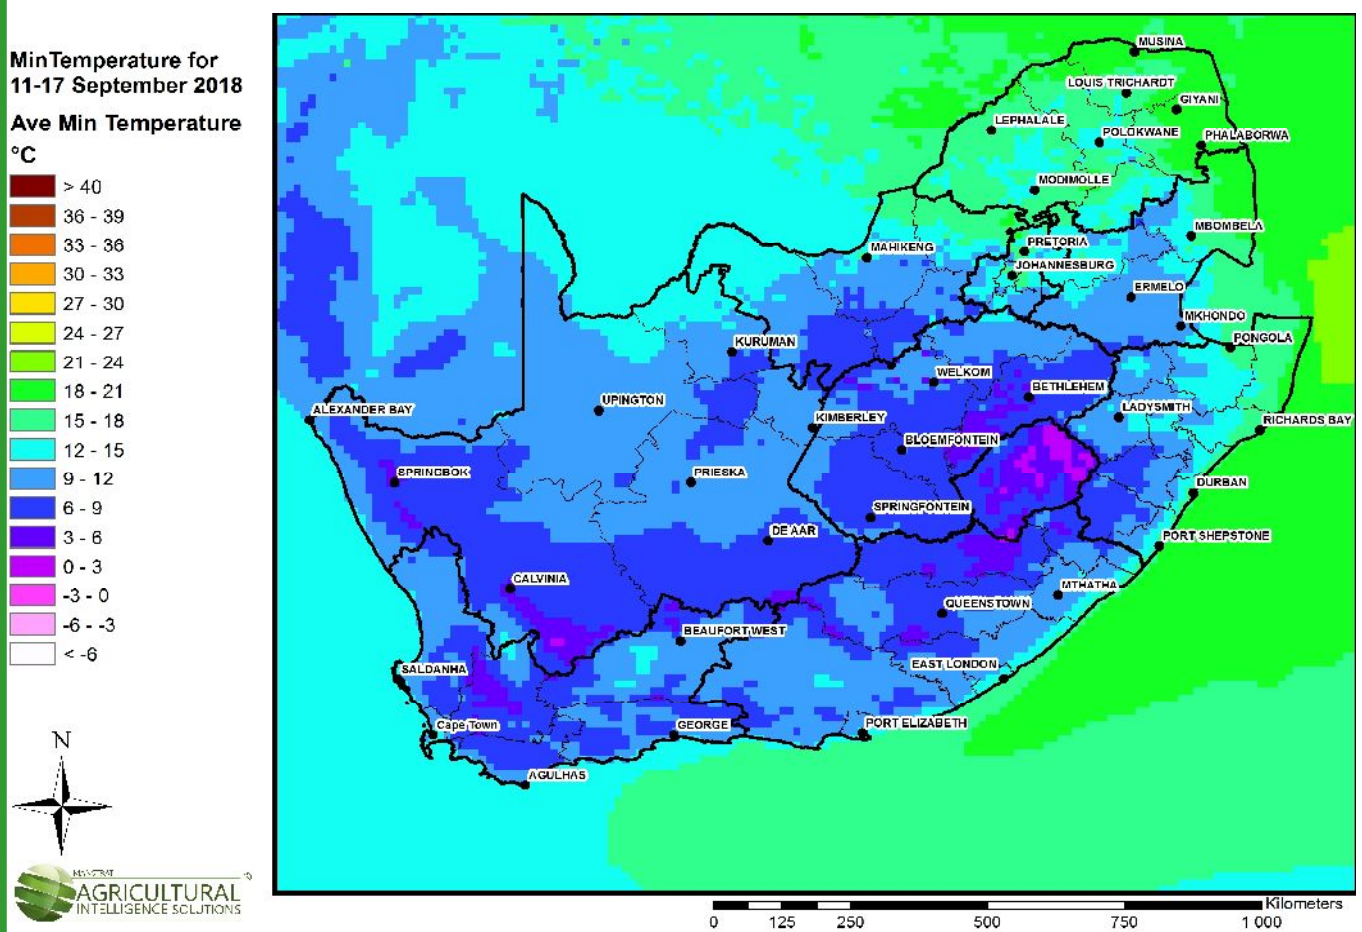 MinTemperature for
11-17 September 2018
Ave Min Temperature
°C
> 40
36 - 39
33 - 36
30 - 33
27 - 30
24 - 27
21 - 24
18 - 21
15 - 18
12 - 15
9 - 12
6 - 9
3 - 6
0 - 3
-3 - 0
-6 - -3
< -6
N
MANSTRAT
AGRICULTURAL
INTELLIGENCE SOLUTIONS
MUSINA
LOUIS TRICHARDT
GIYANI
LEPHALALE
POLOKWANE
PHALABORWA
MODIMOLLE
MBOMBELA
PRETORIA
MAHIKENG
JOHANNESBURG
ERMELO
MKHONDO
PONGOLA
KURUMAN
WELKOM
BETHLEHEM
UPINGTON
ALEXANDER BAY
LADYSMITH
KIMBERLEY
RICHARDS BAY
BLOEMFONTEIN
SPRINGBOK
PRIESKA
DURBAN
SPRINGFONTEIN
DE AAR
PORT SHEPSTONE
CALVINIA
MTHATHA
QUEENSTOWN
BEAUFORT WEST
EAST LONDON
SALDANHA
Cape Town
GEORGE
PORT ELIZABETH
AGULHAS
Kilometers
0 125 250 500 750 1 000